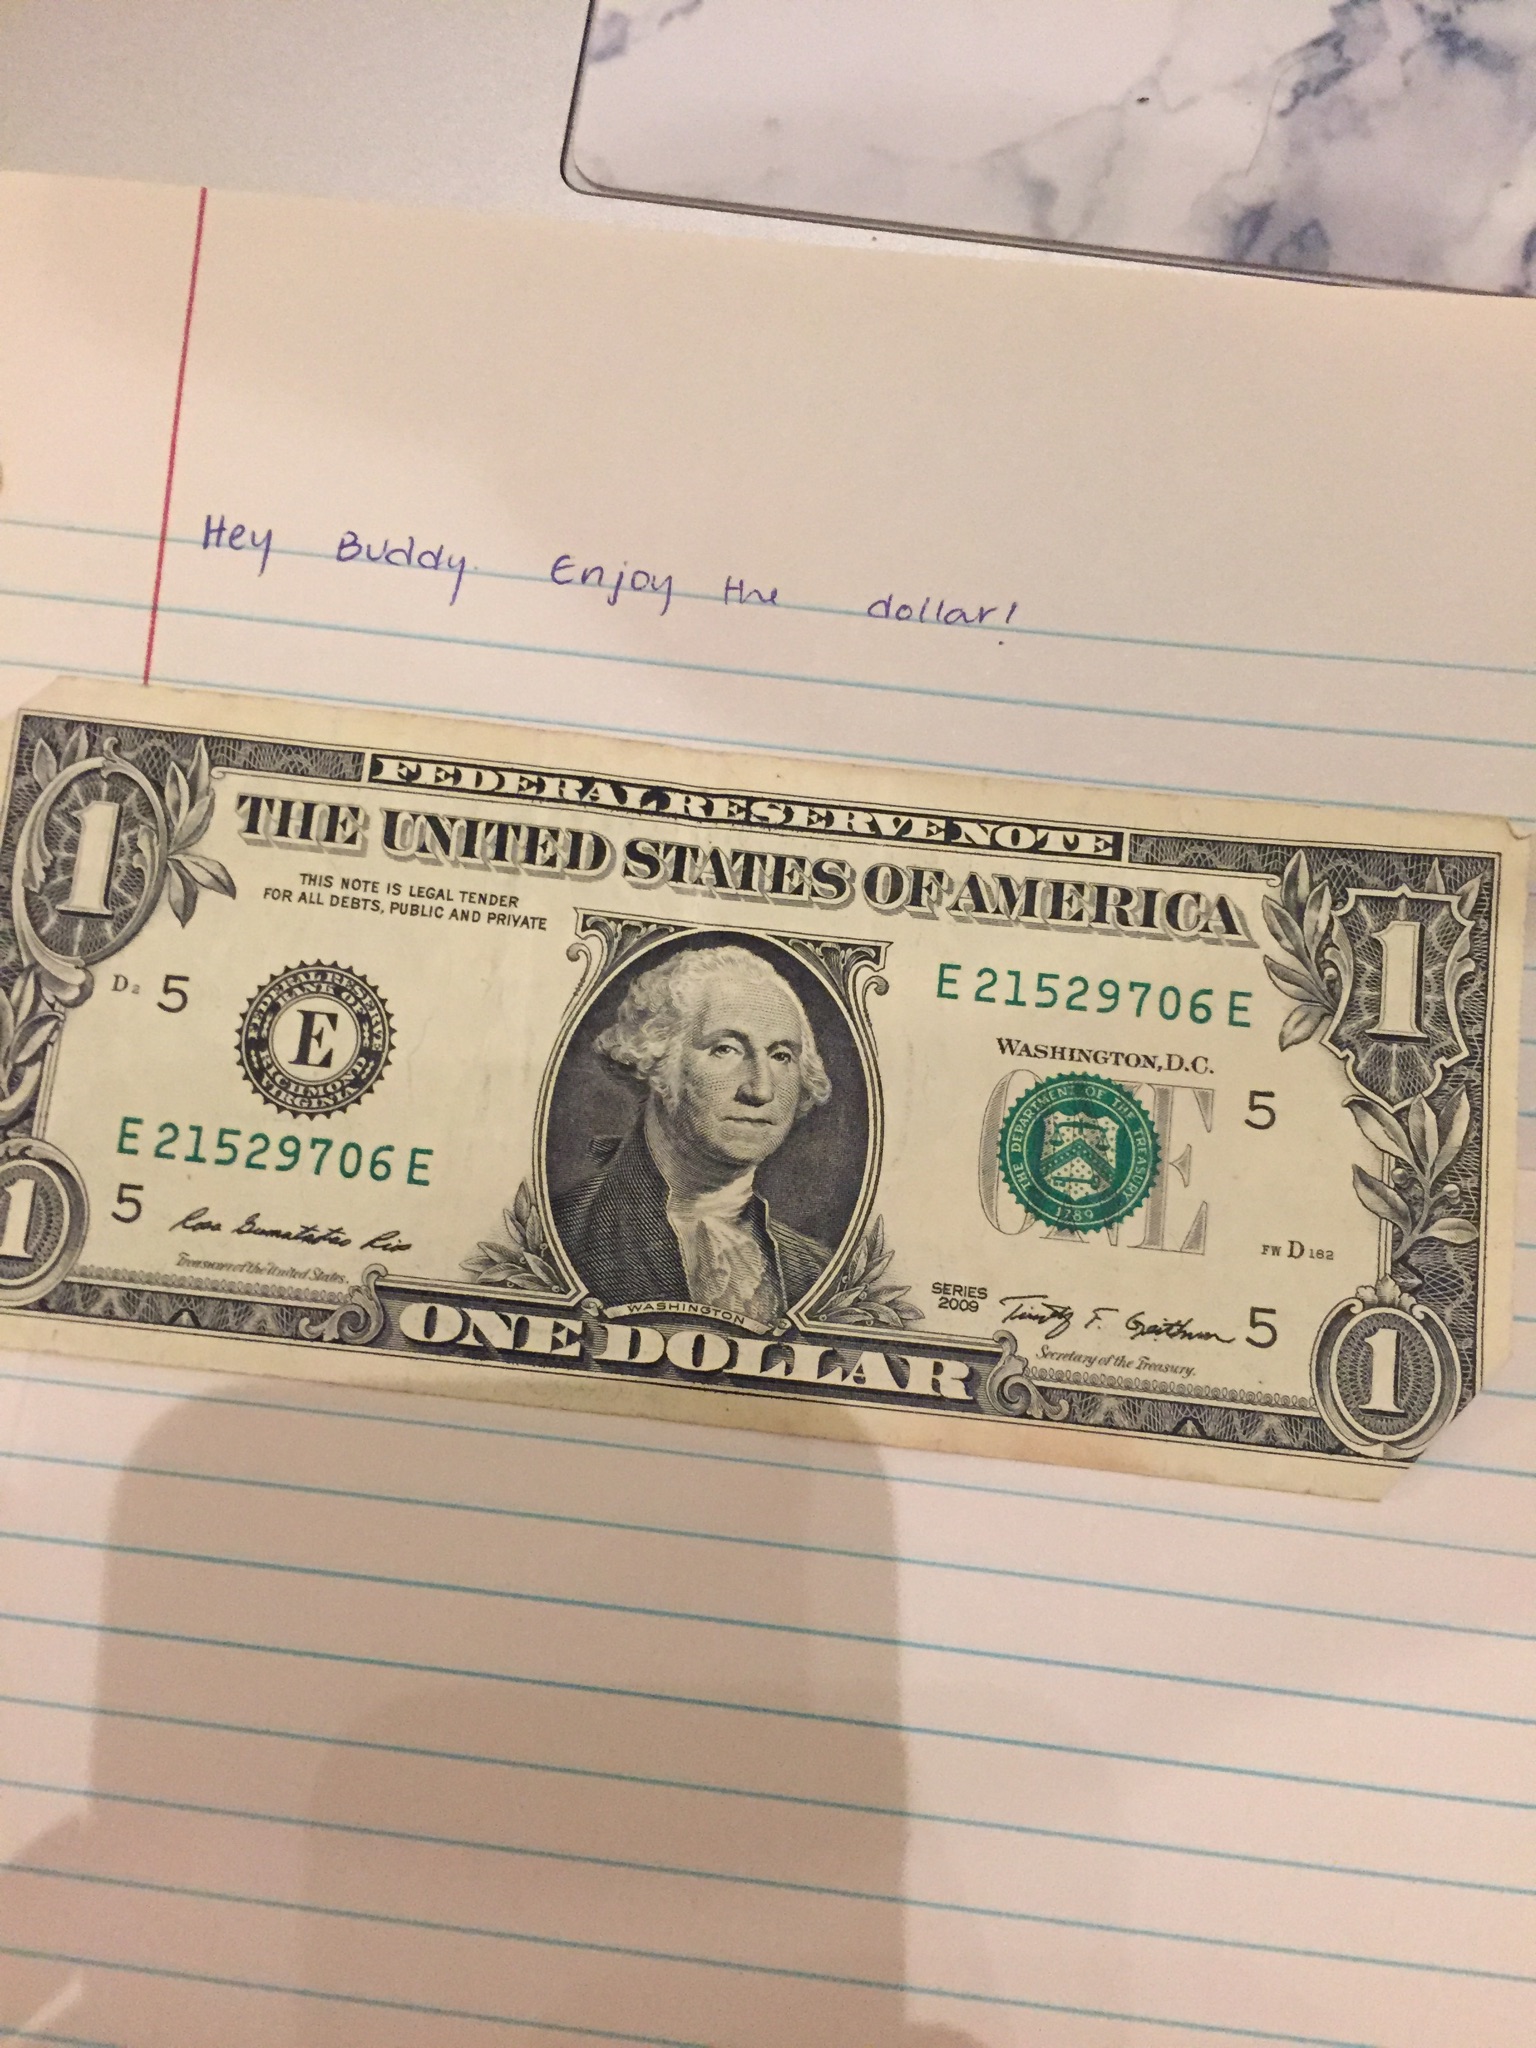 Hey Buddy. Enjoy the dollar!
FEDERAL RESERVE NOTE
THE UNITED STATES OF AMERICA
THIS NOTE IS LEGAL TENDER
FOR ALL DEBTS, PUBLIC AND PRIVATE
1
1
D2 5
FEDERAL RESERVE BANK OF RICHMOND VIRGINIA
E
E 21529706 E
WASHINGTON, D.C.
ONE
THE DEPARTMENT OF THE TREASURY
1789
5
E 21529706 E
5
Rosa Gumataotao Rios
Treasurer of the United States.
WASHINGTON
FW D 182
SERIES
2009
Timothy F. Geithner
5
Secretary of the Treasury.
1
ONE DOLLAR
1